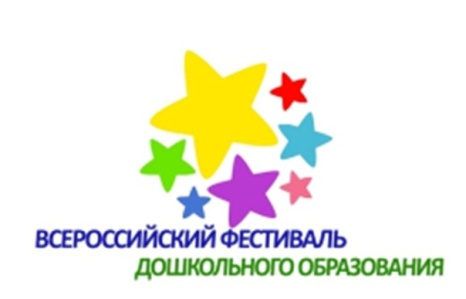 ВСЕРОССИЙСКИЙ ФЕСТИВАЛЬ
ДОШКОЛЬНОГО ОБРАЗОВАНИЯ